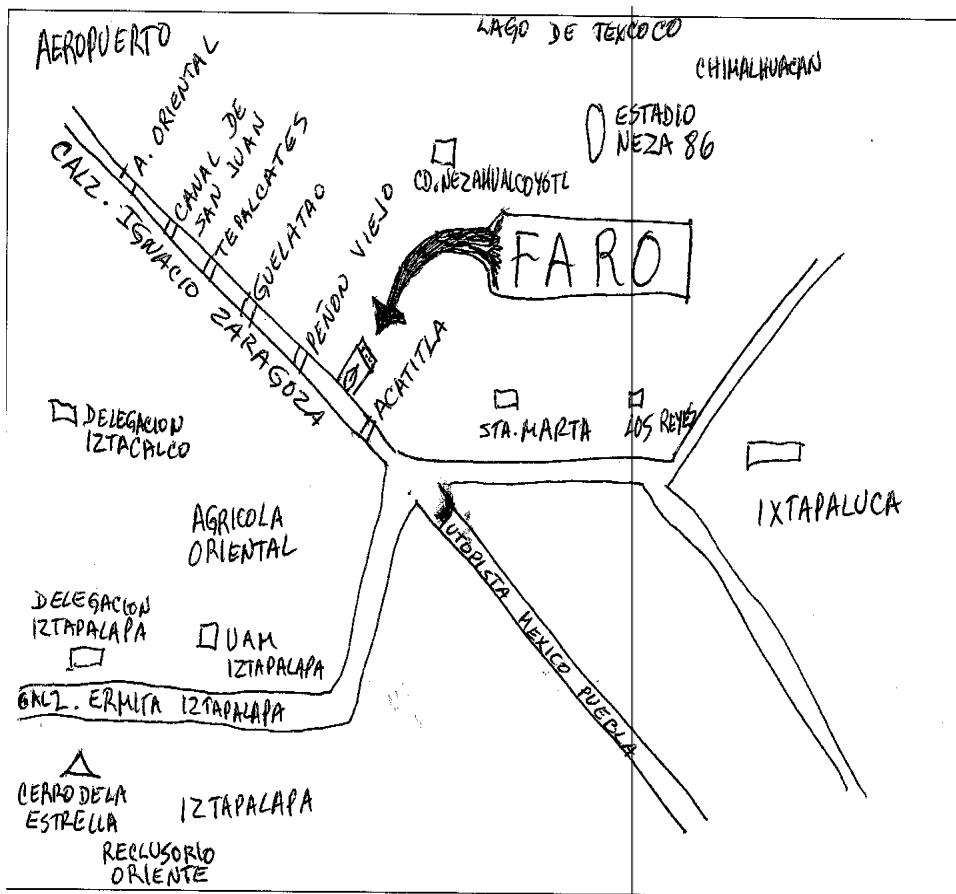 AEROPUERTO
LAGO DE TEXCOCO
CHIMALHUACAN
A. ORIENTAL
CANAL DE
SAN JUAN
TEPALCATES
GUELATAO
PEÑON VIEJO
ACATITLA
CALZ. IGNACIO ZARAGOZA
CD. NEZAHUALCOYOTL
ESTADIO
NEZA 86
FARO
STA. MARTA
LOS REYES
IXTAPALUCA
DELEGACION
IZTACALCO
AGRICOLA
ORIENTAL
AUTOPISTA MEXICO PUEBLA
DELEGACION
IZTAPALAPA
UAM
IZTAPALAPA
CALZ. ERMITA IZTAPALAPA
CERRO DE LA
ESTRELLA
IZTAPALAPA
RECLUSORIO
ORIENTE